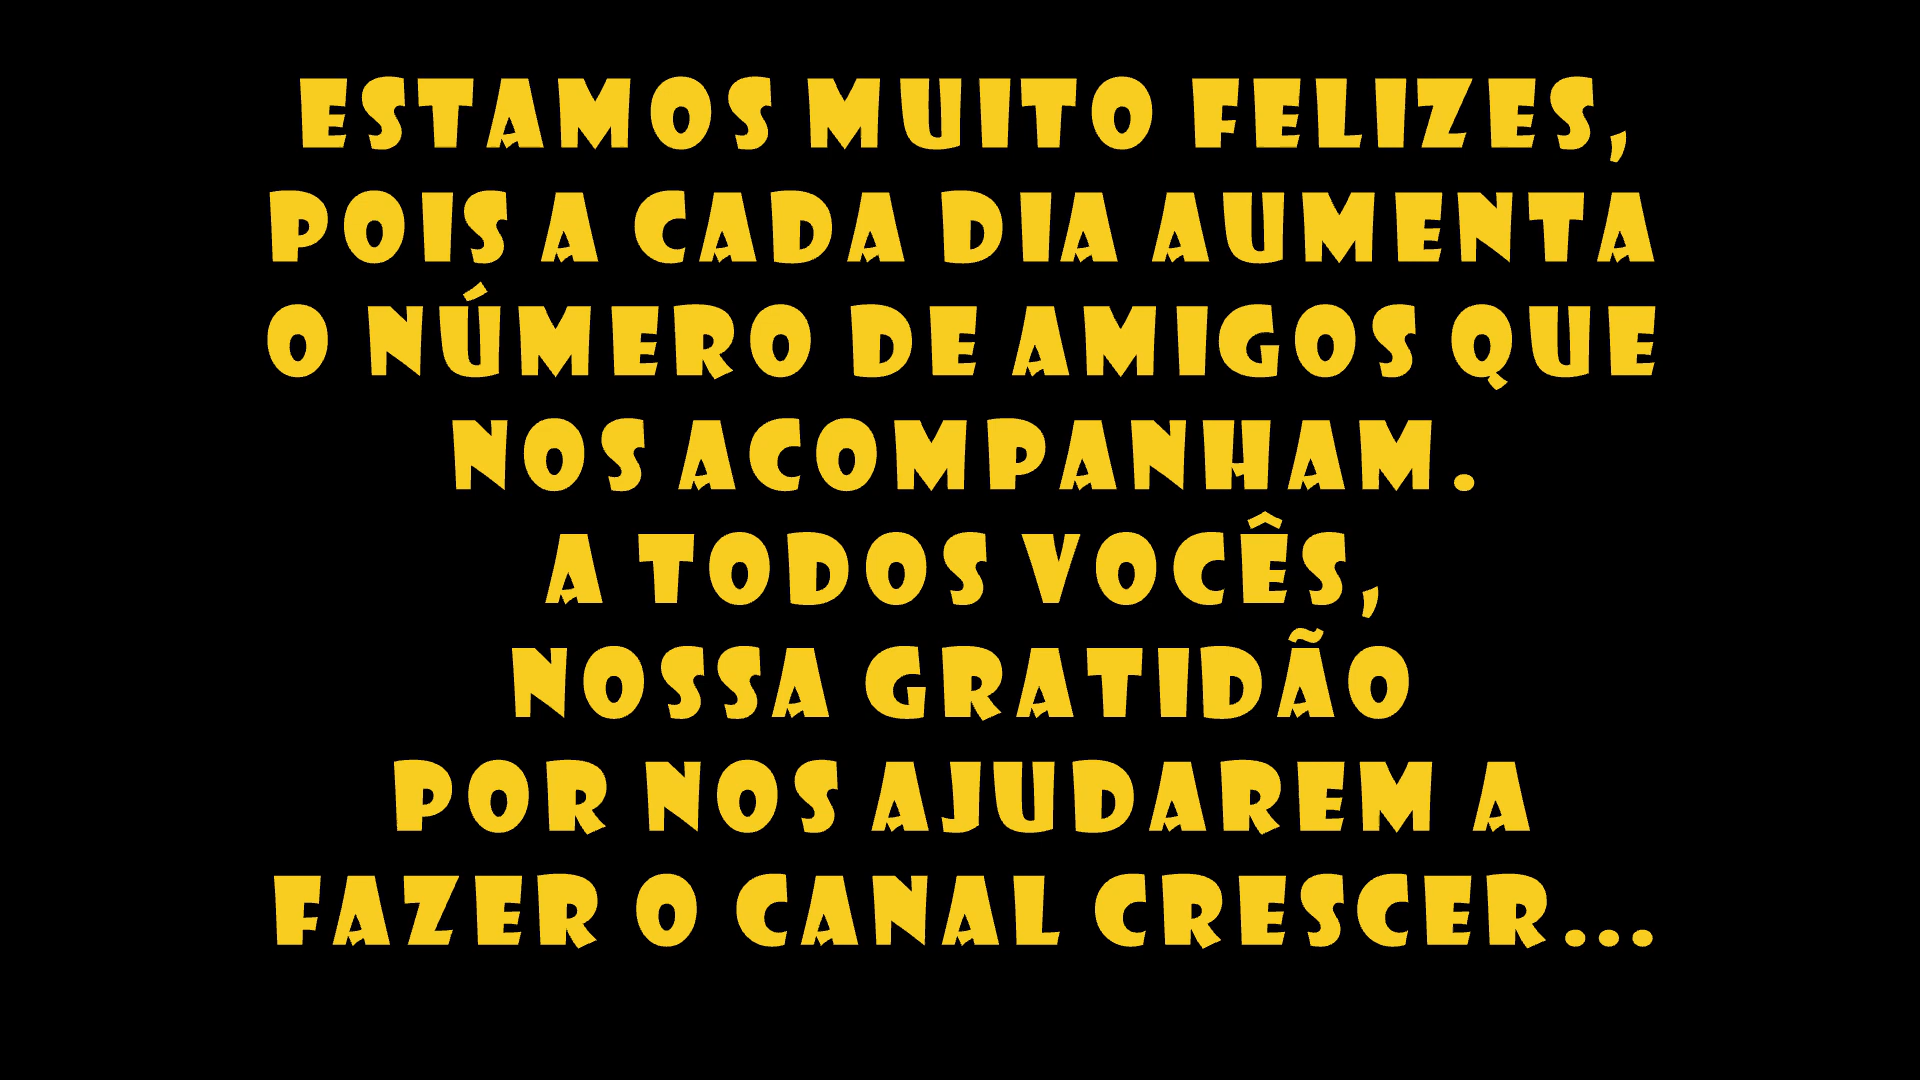 ESTAMOS MUITO FELIZES,
POIS A CADA DIA AUMENTA
O NÚMERO DE AMIGOS QUE
NOS ACOMPANHAM.
A TODOS VOCÊS,
NOSSA GRATIDÃO
POR NOS AJUDAREM A
FAZER O CANAL CRESCER...